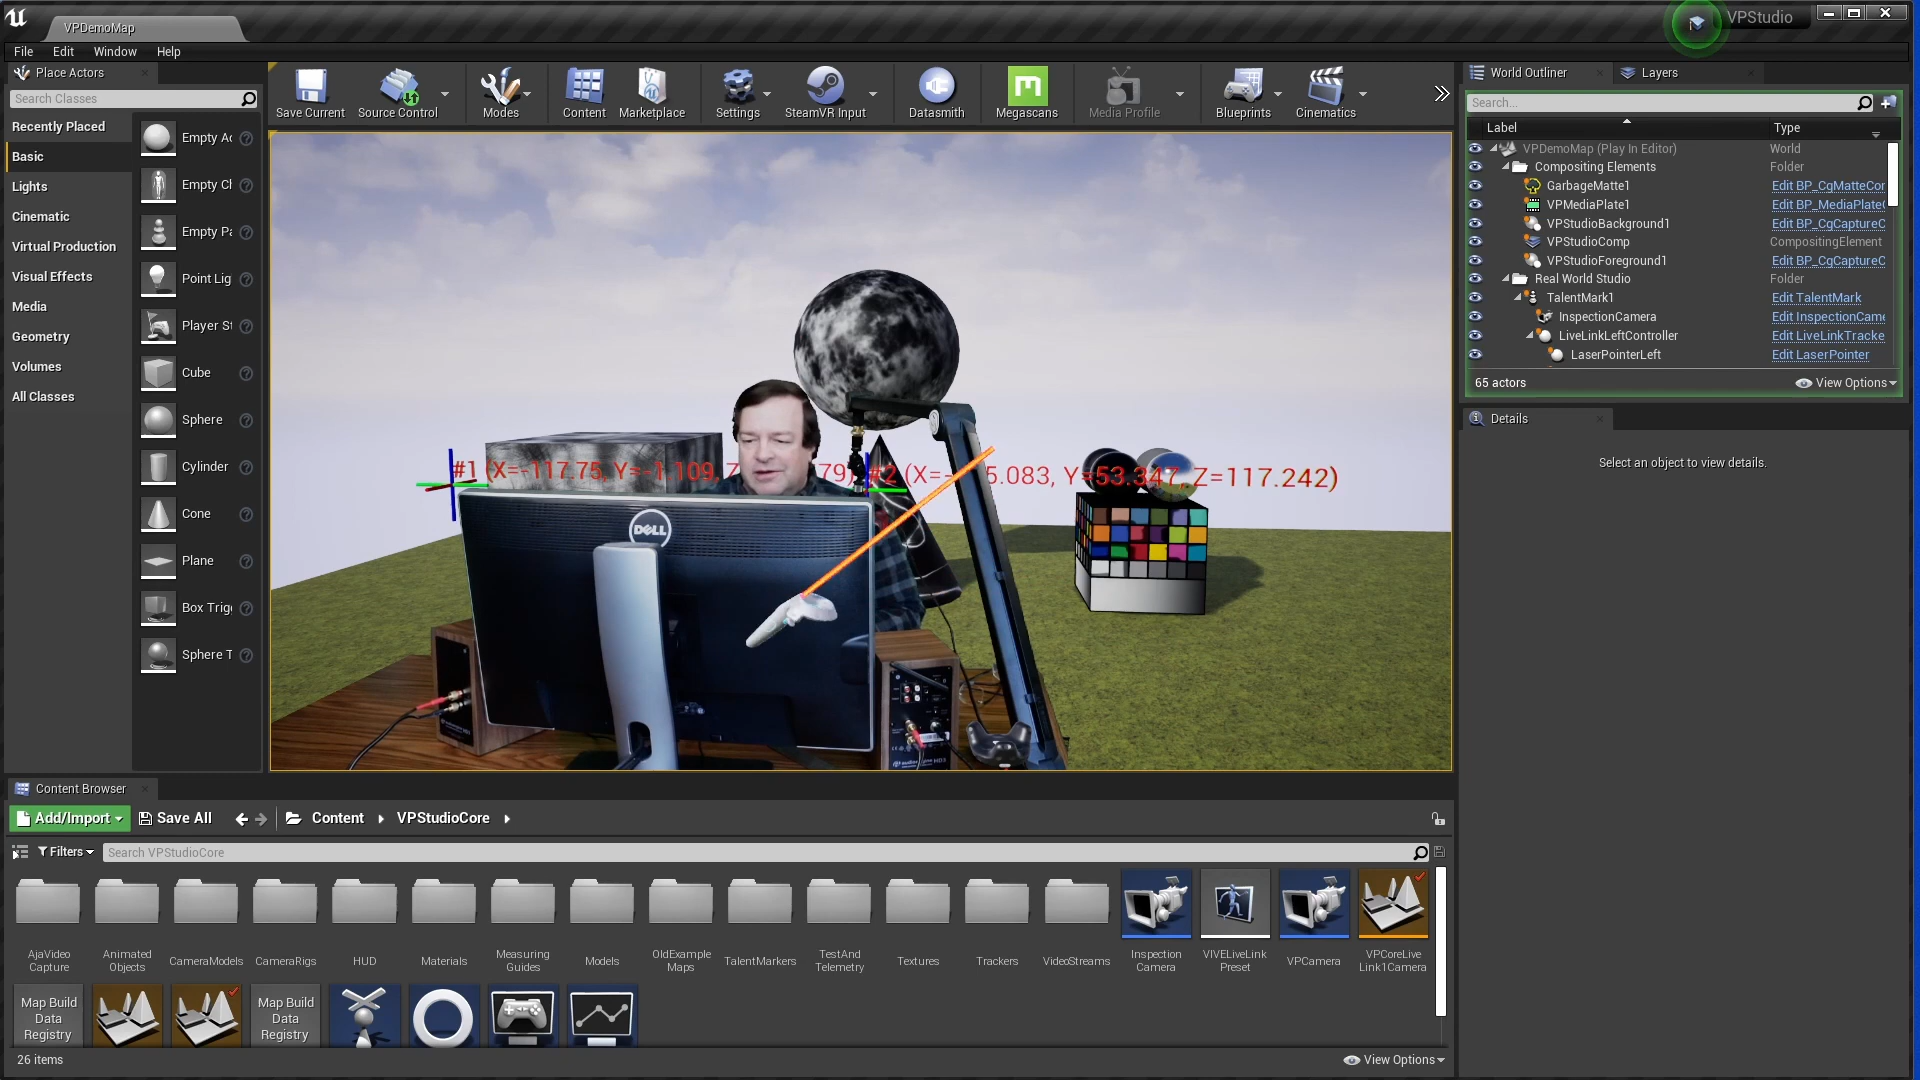 VPDemoMap
VPStudio
File Edit Window Help
Place Actors
Search Classes
Recently Placed
Basic
Lights
Cinematic
Virtual Production
Visual Effects
Media
Geometry
Volumes
All Classes
Empty Ac
Empty Ch
Empty Pa
Point Lig
Player St
Cube
Sphere
Cylinder
Cone
Plane
Box Trigg
Sphere T
Save Current
Source Control
Modes
Content
Marketplace
Settings
SteamVR Input
Datasmith
Megascans
Media Profile
Blueprints
Cinematics
#1 (X=-117.75, Y=-1.109, Z
79)
#2 (X=-
5.083, Y=53.347, Z=117.242)
DELL
World Outliner
Layers
Search...
Label Type
VPDemoMap (Play In Editor) World
Compositing Elements Folder
GarbageMatte1 Edit BP_CgMatteCor
VPMediaPlate1 Edit BP_MediaPlate
VPStudioBackground1 Edit BP_CgCaptureC
VPStudioComp CompositingElement
VPStudioForeground1 Edit BP_CgCaptureC
Real World Studio Folder
TalentMark1 Edit TalentMark
InspectionCamera Edit InspectionCame
LiveLinkLeftController Edit LiveLinkTracke
LaserPointerLeft Edit LaserPointer
65 actors View Options
Details
Select an object to view details.
Content Browser
Add/Import Save All Content VPStudioCore
Filters Search VPStudioCore
AjaVideo
Capture
Animated
Objects
CameraModels
CameraRigs
HUD
Materials
Measuring
Guides
Models
OldExample
Maps
TalentMarkers
TestAnd
Telemetry
Textures
Trackers
VideoStreams
Inspection
Camera
VIVELiveLink
Preset
VPCamera
VPCoreLive
Link1Camera
Map Build
Data
Registry
Map Build
Data
Registry
26 items View Options